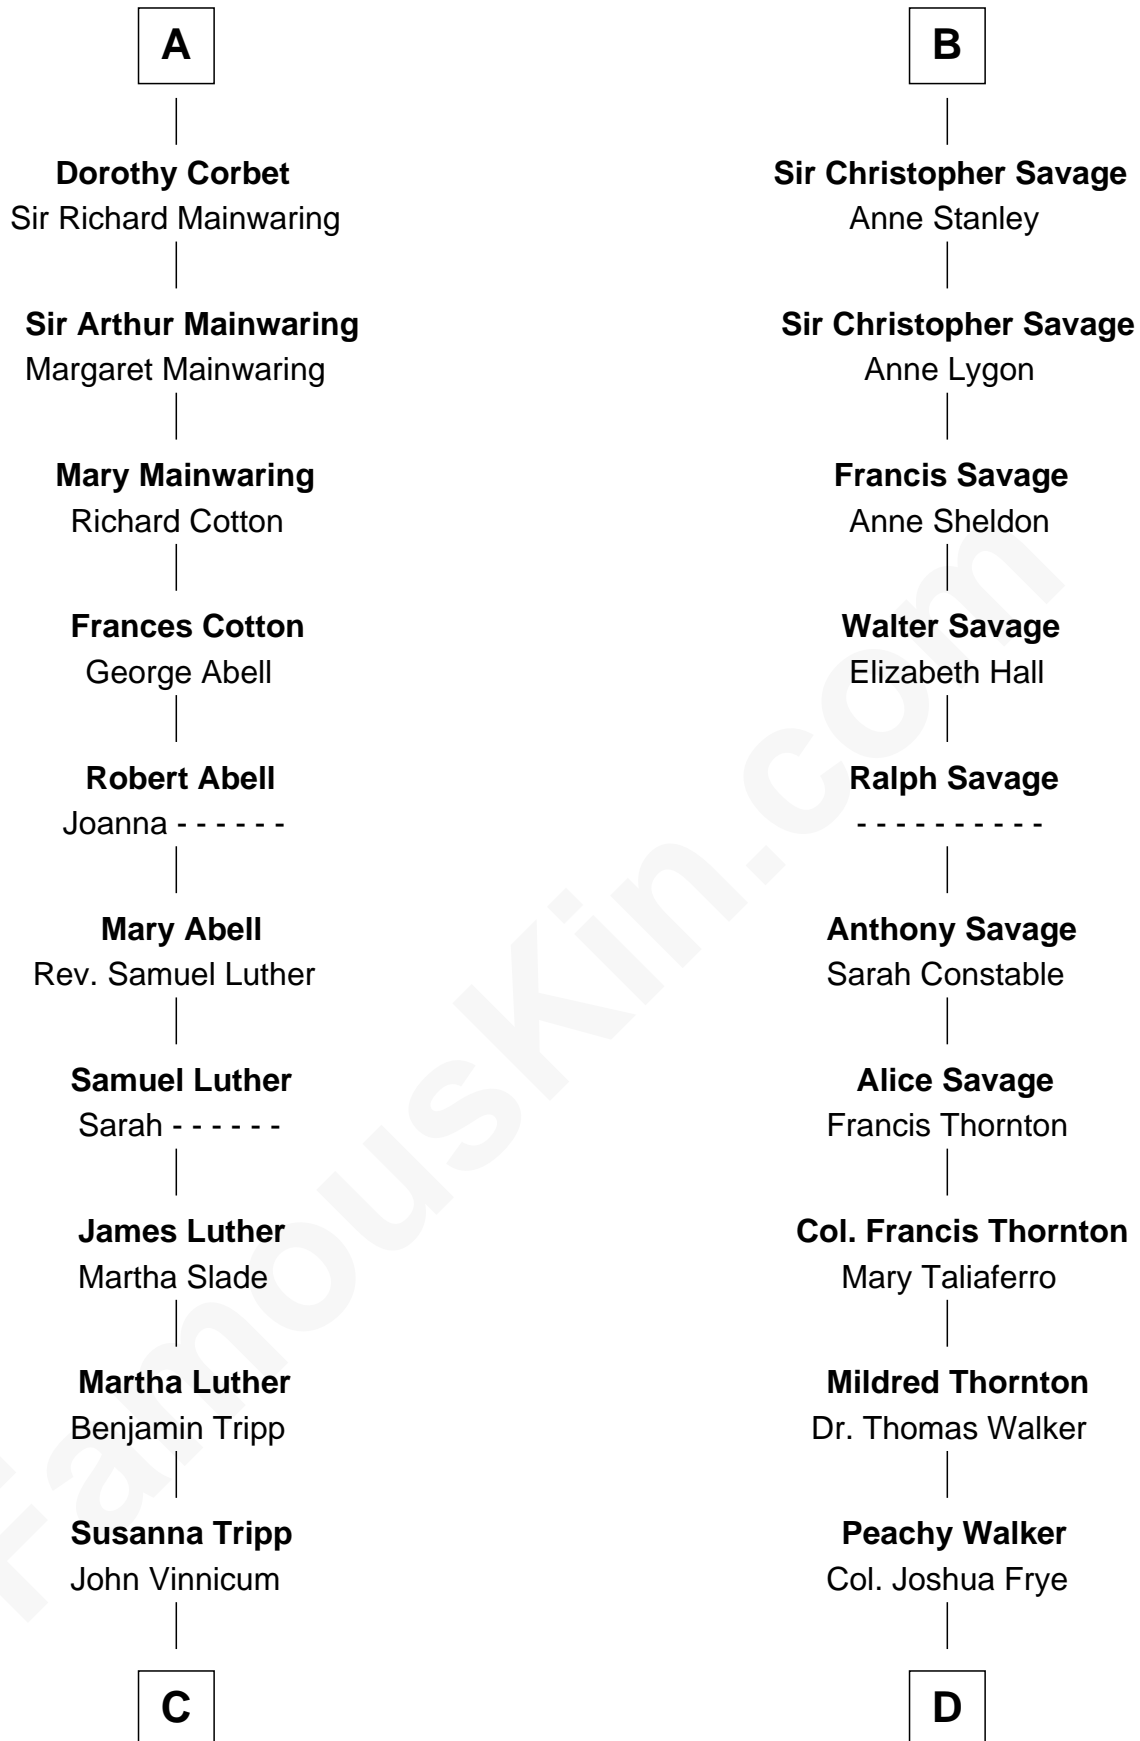 A
Dorothy Corbet
Sir Richard Mainwaring
Sir Arthur Mainwaring
Margaret Mainwaring
Mary Mainwaring
Richard Cotton
Frances Cotton
George Abell
Robert Abell
Joanna - - - - - -
Mary Abell
Rev. Samuel Luther
Samuel Luther
Sarah - - - - - -
James Luther
Martha Slade
Martha Luther
Benjamin Tripp
Susanna Tripp
John Vinnicum
C
B
Sir Christopher Savage
Anne Stanley
Sir Christopher Savage
Anne Lygon
Francis Savage
Anne Sheldon
Walter Savage
Elizabeth Hall
Ralph Savage
- - - - - - - - - -
Anthony Savage
Sarah Constable
Alice Savage
Francis Thornton
Col. Francis Thornton
Mary Taliaferro
Mildred Thornton
Dr. Thomas Walker
Peachy Walker
Col. Joshua Frye
D
FamousKin.com